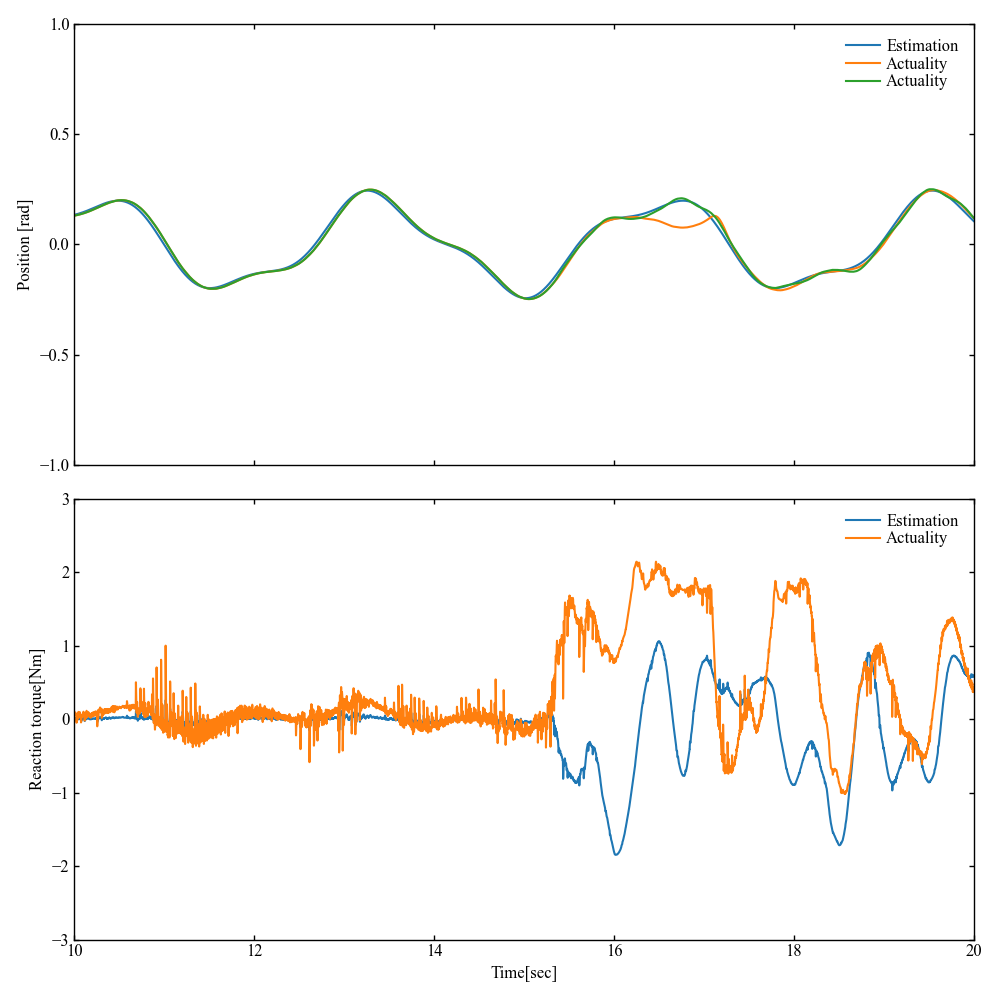 1.0
0.5
0.0
−0.5
−1.0
Position [rad]
Estimation
Actuality
Actuality
3
2
1
0
−1
−2
−3
Reaction torque[Nm]
Estimation
Actuality
10 12 14 16 18 20
Time[sec]